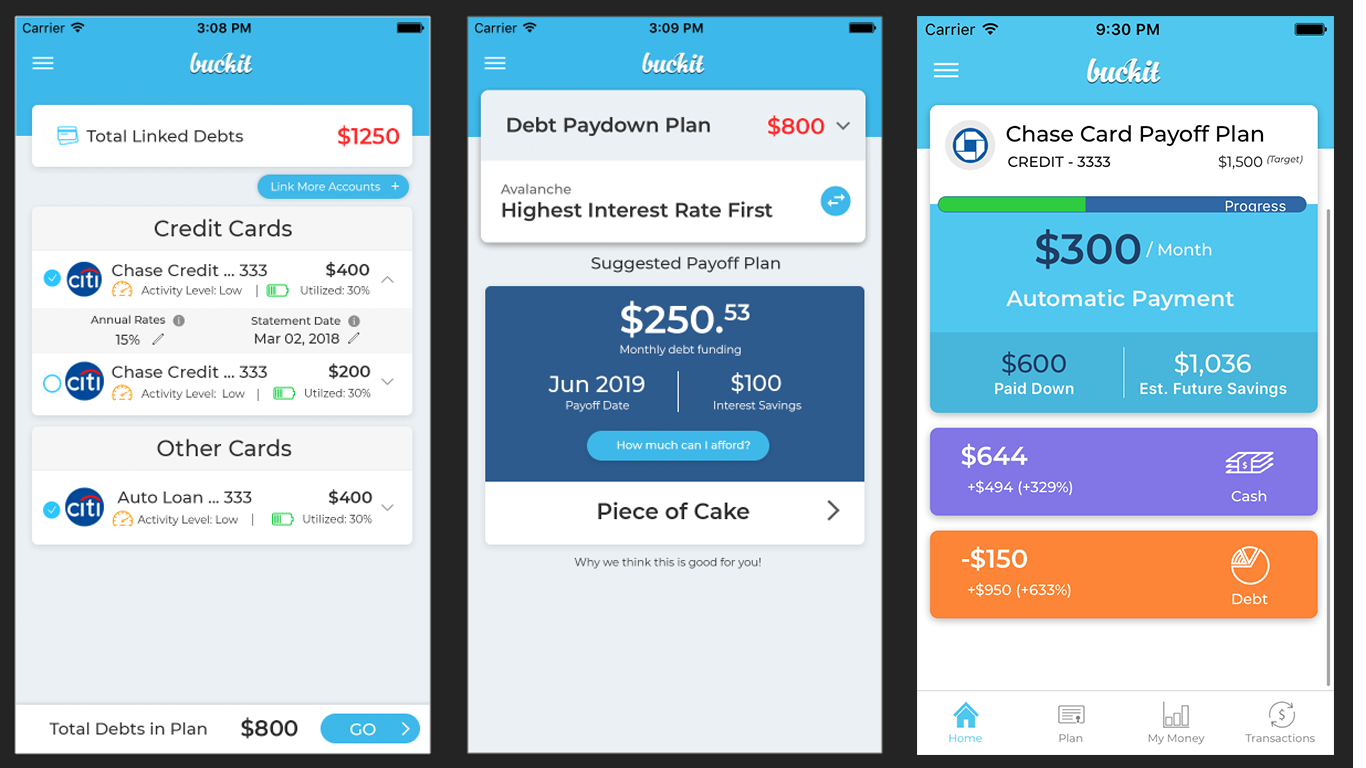 Carrier 3:08 PM
buckit
Total Linked Debts $1250
Link More Accounts +
Credit Cards
citi Chase Credit ... 333 $400
Activity Level: Low | Utilized: 30%
Annual Rates i Statement Date i
15% Mar 02, 2018
citi Chase Credit ... 333 $200
Activity Level: Low | Utilzed: 30%
Other Cards
citi Auto Loan ... 333 $400
Activity Level: Low | Utilized: 30%
Total Debts in Plan $800 GO
Carrier 3:09 PM
buckit
Debt Paydown Plan $800
Avalanche
Highest Interest Rate First
Suggested Payoff Plan
$250.53
Monthly debt funding
Jun 2019 $100
Payoff Date Interest Savings
How much can I afford?
Piece of Cake
Why we think this is good for you!
Carrier 9:30 PM
buckit
Chase Card Payoff Plan
CREDIT - 3333 $1,500 (Target)
Progress
$300 / Month
Automatic Payment
$600 $1,036
Paid Down Est. Future Savings
$644
+$494 (+329%) Cash
-$150
+$950 (+633%) Debt
Home Plan My Money Transactions